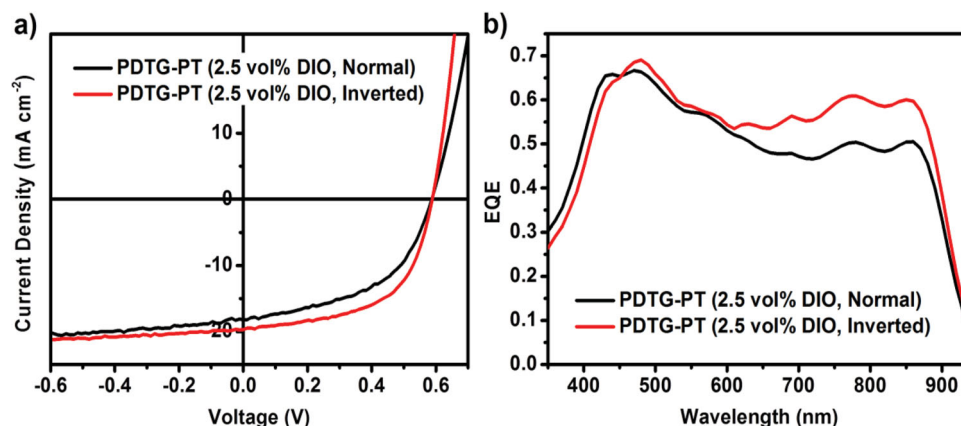 a)
PDTG-PT (2.5 vol% DIO, Normal)
PDTG-PT (2.5 vol% DIO, Inverted)
Current Density (mA cm⁻²)
20
10
0
-10
-20
-0.6 -0.4 -0.2 0.0 0.2 0.4 0.6
Voltage (V)
b)
EQE
0.7
0.6
0.5
0.4
0.3
0.2
0.1
0.0
PDTG-PT (2.5 vol% DIO, Normal)
PDTG-PT (2.5 vol% DIO, Inverted)
400 500 600 700 800 900
Wavelength (nm)